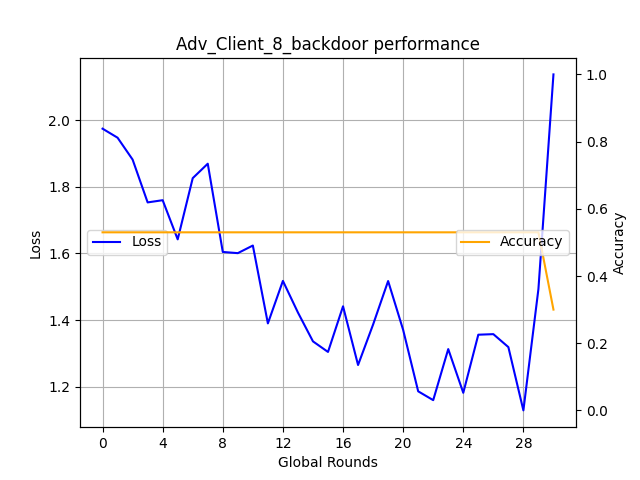 Adv_Client_8_backdoor performance
2.0
1.8
1.6
1.4
1.2
Loss
Loss
Accuracy
1.0
0.8
0.6
0.4
0.2
0.0
Accuracy
0 4 8 12 16 20 24 28
Global Rounds